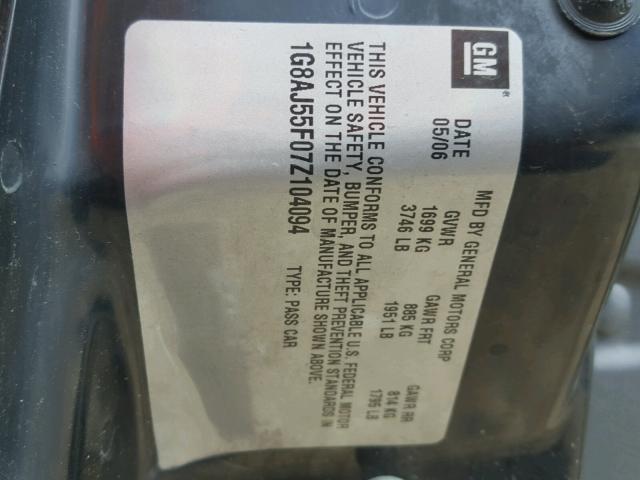 GM®
MFD BY GENERAL MOTORS CORP
DATE GVWR GAWR FRT GAWR RR
05/06 1699 KG 885 KG 814 KG
3746 LB 1951 LB 1795 LB
THIS VEHICLE CONFORMS TO ALL APPLICABLE U.S. FEDERAL MOTOR
VEHICLE SAFETY, BUMPER, AND THEFT PREVENTION STANDARDS IN
EFFECT ON THE DATE OF MANUFACTURE SHOWN ABOVE.
1G8AJ55F07Z104094 TYPE: PASS CAR